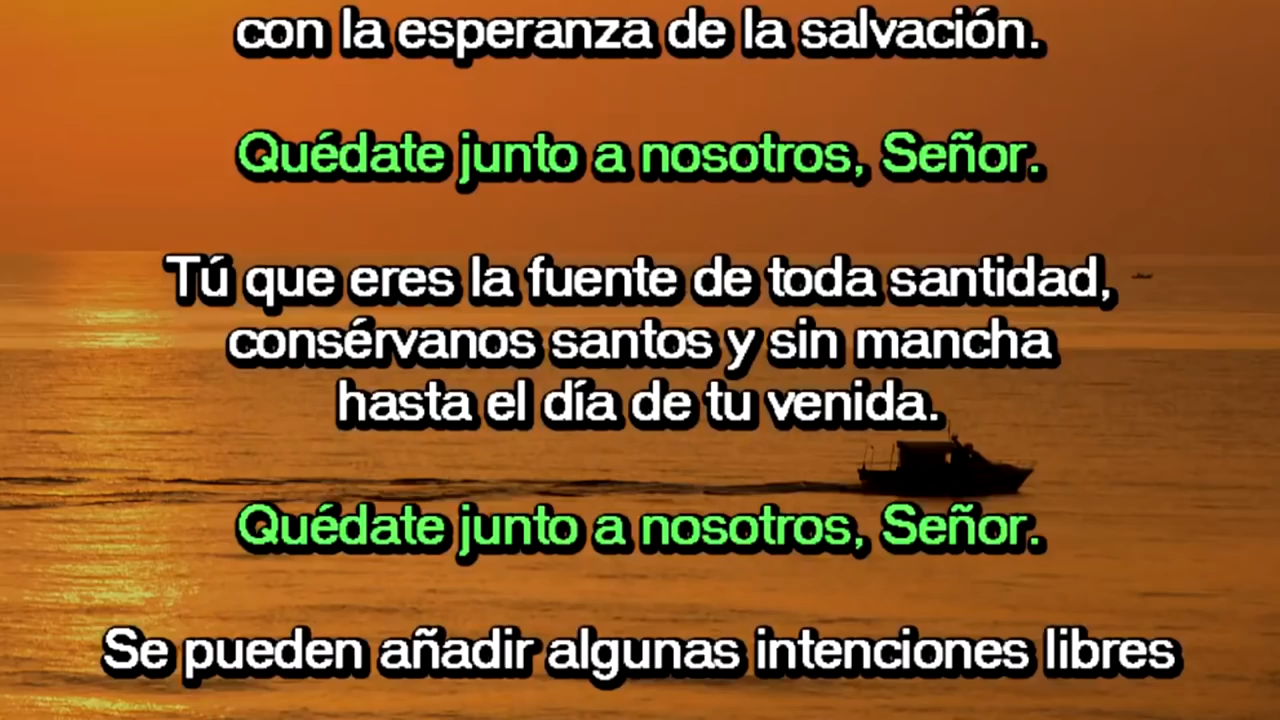 con la esperanza de la salvación.
Quédate junto a nosotros, Señor.
Tú que eres la fuente de toda santidad,
consérvanos santos y sin mancha
hasta el día de tu venida.
Quédate junto a nosotros, Señor.
Se pueden añadir algunas intenciones libres